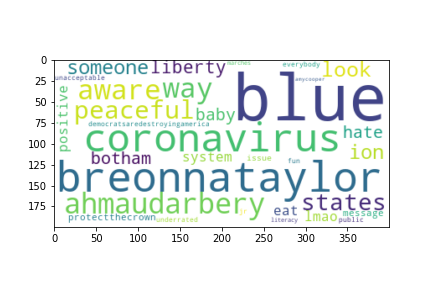 0
25
50
75
100
125
150
175
0 50 100 150 200 250 300 350
someone liberty marches everybody look
unacceptable amycooper
positive aware way blue
peaceful baby
democratsaredestroyingamerica
coronavirus hate
botham system issue fun ion
breonnataylor
ahmaudarbery states
protectthecrown underrated eat lmao message
literacy public